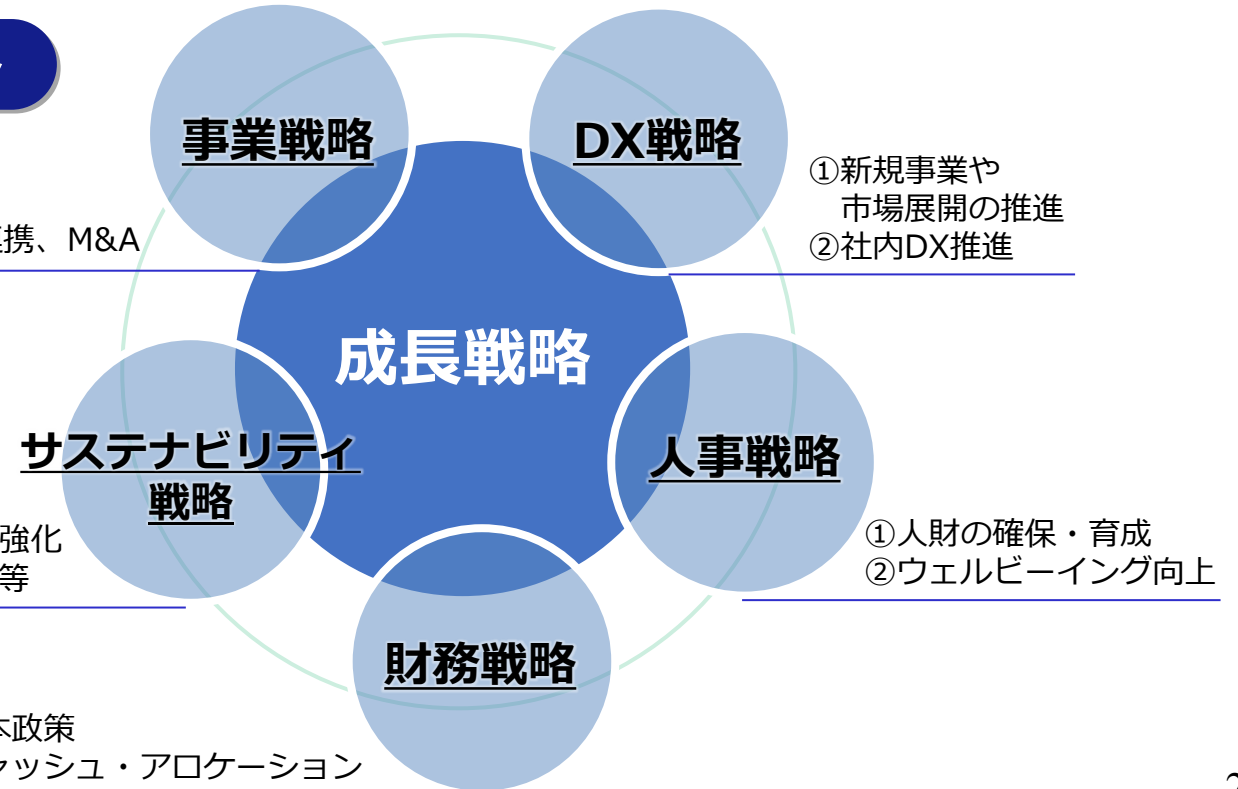 事業戦略
DX戦略
①新規事業や
市場展開の推進
②社内DX推進
携、M&A
成長戦略
サステナビリティ
戦略
人事戦略
強化
等
①人財の確保・育成
②ウェルビーイング向上
財務戦略
政策
ャッシュ・アロケーション